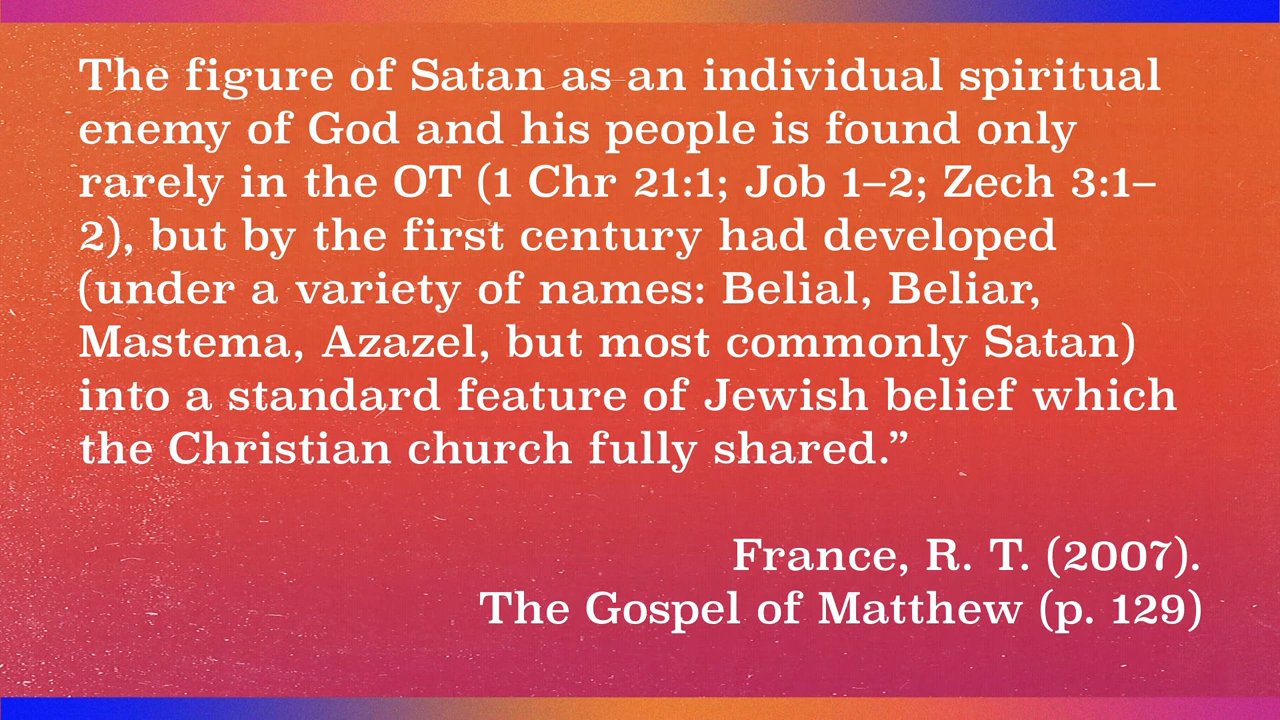 The figure of Satan as an individual spiritual
enemy of God and his people is found only
rarely in the OT (1 Chr 21:1; Job 1–2; Zech 3:1–
2), but by the first century had developed
(under a variety of names: Belial, Beliar,
Mastema, Azazel, but most commonly Satan)
into a standard feature of Jewish belief which
the Christian church fully shared.”
France, R. T. (2007).
The Gospel of Matthew (p. 129)